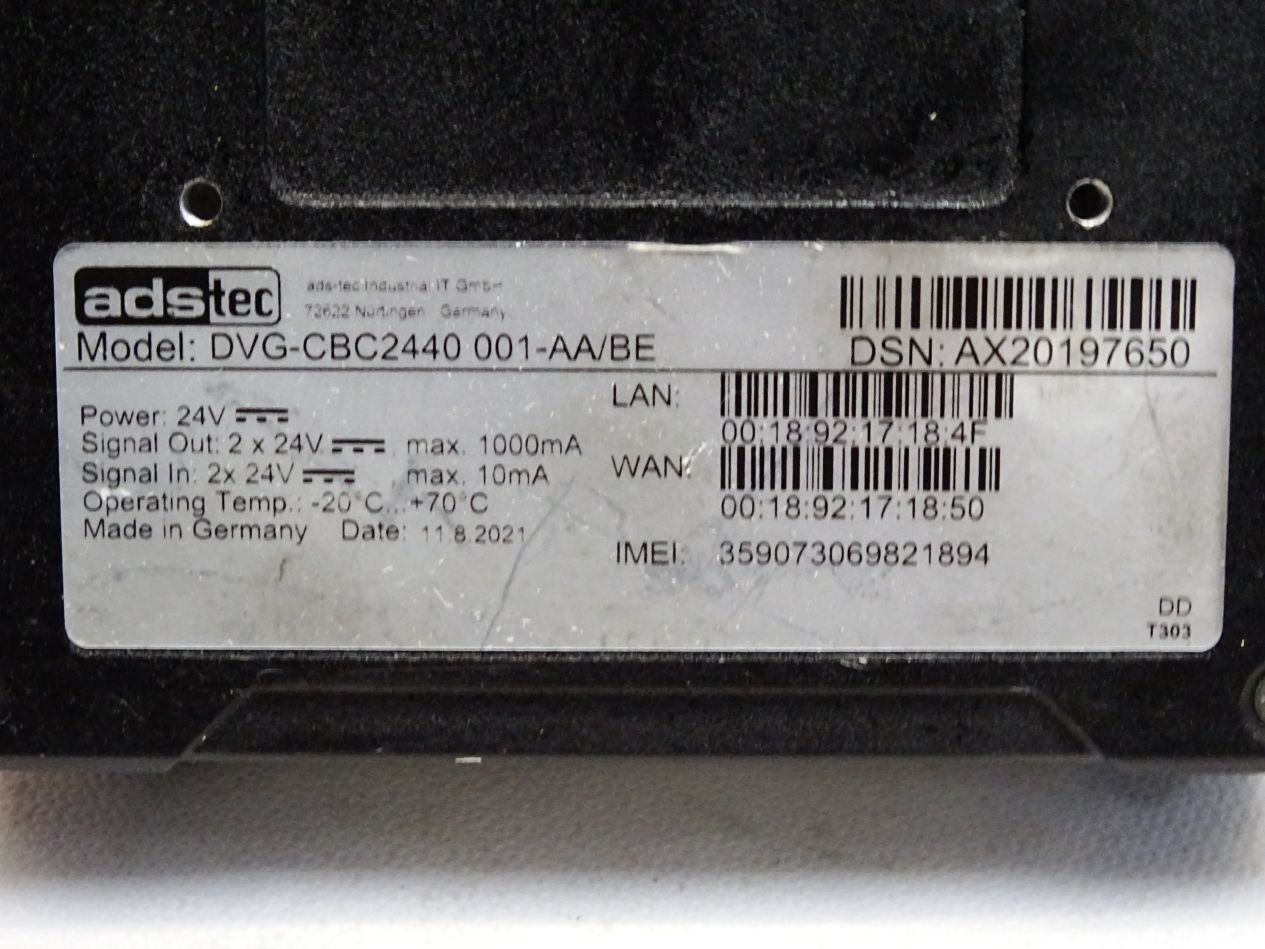 adstec
ads-tec Industrial IT GmbH
72622 Nürtingen Germany
Model: DVG-CBC2440 001-AA/BE
DSN: AX20197650
Power: 24V
Signal Out: 2 x 24V max. 1000mA
Signal In: 2x 24V max. 10mA
Operating Temp.: -20°C...+70°C
Made in Germany Date: 11.8.2021
LAN:
00:18:92:17:18:4F
WAN:
00:18:92:17:18:50
IMEI: 359073069821894
DD
T303